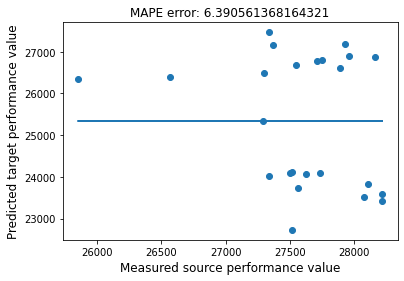 MAPE error: 6.390561368164321
Predicted target performance value
27000
26000
25000
24000
23000
26000 26500 27000 27500 28000
Measured source performance value